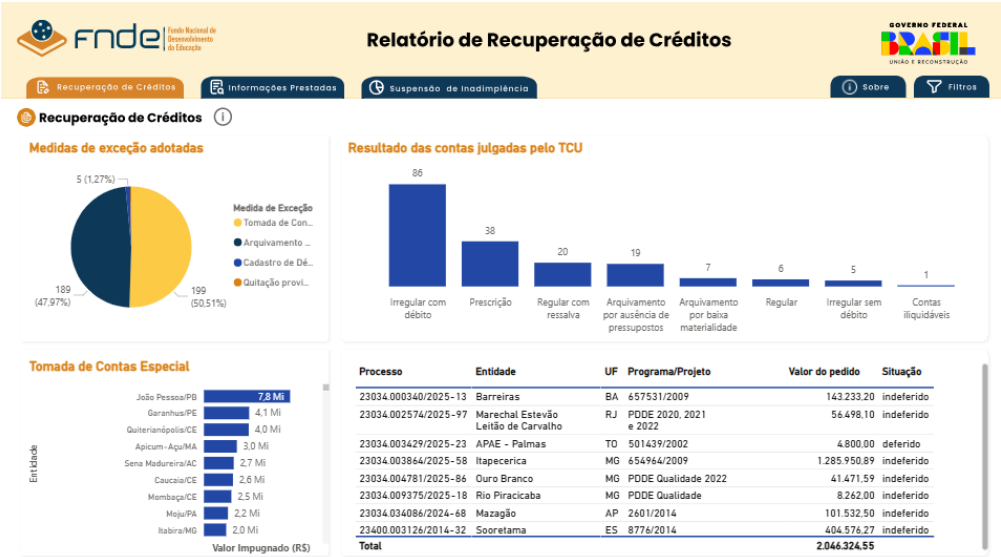 FNDE
Fundo Nacional de
Desenvolvimento
da Educação
Relatório de Recuperação de Créditos
GOVERNO FEDERAL
BRASIL
UNIÃO E RECONSTRUÇÃO
Recuperação de Créditos
Informações Prestadas
Suspensão de Inadimplência
Sobre
Filtros
Recuperação de Créditos
Medidas de exceção adotadas
5 (1,27%)
189
(47,97%)
199
(50,51%)
Medida de Exceção
Tomada de Con...
Arquivamento ...
Cadastro de Dé...
Quitação provi...
Resultado das contas julgadas pelo TCU
86
38
20
19
7
6
5
1
Irregular com
débito
Prescrição
Regular com
ressalva
Arquivamento
por ausência de
pressupostos
Arquivamento
por baixa
materialidade
Regular
Irregular sem
débito
Contas
iliquidáveis
Tomada de Contas Especial
Entidade
João Pessoa/PB 7,8 Mi
Garanhus/PE 4,1 Mi
Quiterianópolis/CE 4,0 Mi
Apicum-Açu/MA 3,0 Mi
Sena Madureira/AC 2,7 Mi
Caucaia/CE 2,6 Mi
Mombaça/CE 2,5 Mi
Moju/PA 2,2 Mi
Itabira/MG 2,0 Mi
Valor Impugnado (R$)
Processo Entidade UF Programa/Projeto Valor do pedido Situação
23034.000340/2025-13 Barreiras BA 657531/2009 143.233,20 indeferido
23034.002574/2025-97 Marechal Estevão RJ PDDE 2020, 2021 56.498,10 indeferido
Leitão de Carvalho e 2022
23034.003429/2025-23 APAE - Palmas TO 501439/2002 4.800,00 deferido
23034.003864/2025-58 Itapecerica MG 654964/2009 1.285.950,89 indeferido
23034.004781/2025-86 Ouro Branco MG PDDE Qualidade 2022 41.471,59 indeferido
23034.009375/2025-18 Rio Piracicaba MG PDDE Qualidade 8.262,00 indeferido
23034.034086/2024-68 Mazagão AP 2601/2014 101.532,50 indeferido
23400.003126/2014-32 Sooretama ES 8776/2014 404.576,27 indeferido
Total 2.046.324,55